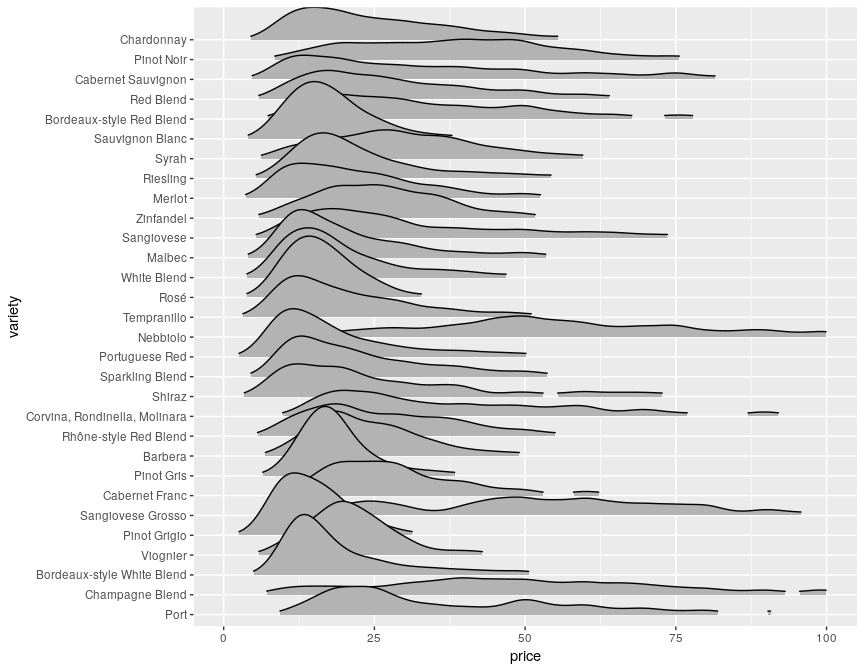 Chardonnay
Pinot Noir
Cabernet Sauvignon
Red Blend
Bordeaux-style Red Blend
Sauvignon Blanc
Syrah
Riesling
Merlot
Zinfandel
Sangiovese
Malbec
White Blend
Rosé
Tempranillo
Nebbiolo
Portuguese Red
Sparkling Blend
Shiraz
Corvina, Rondinella, Molinara
Rhône-style Red Blend
Barbera
Pinot Gris
Cabernet Franc
Sangiovese Grosso
Pinot Grigio
Viognier
Bordeaux-style White Blend
Champagne Blend
Port
variety
0 25 50 75 100
price